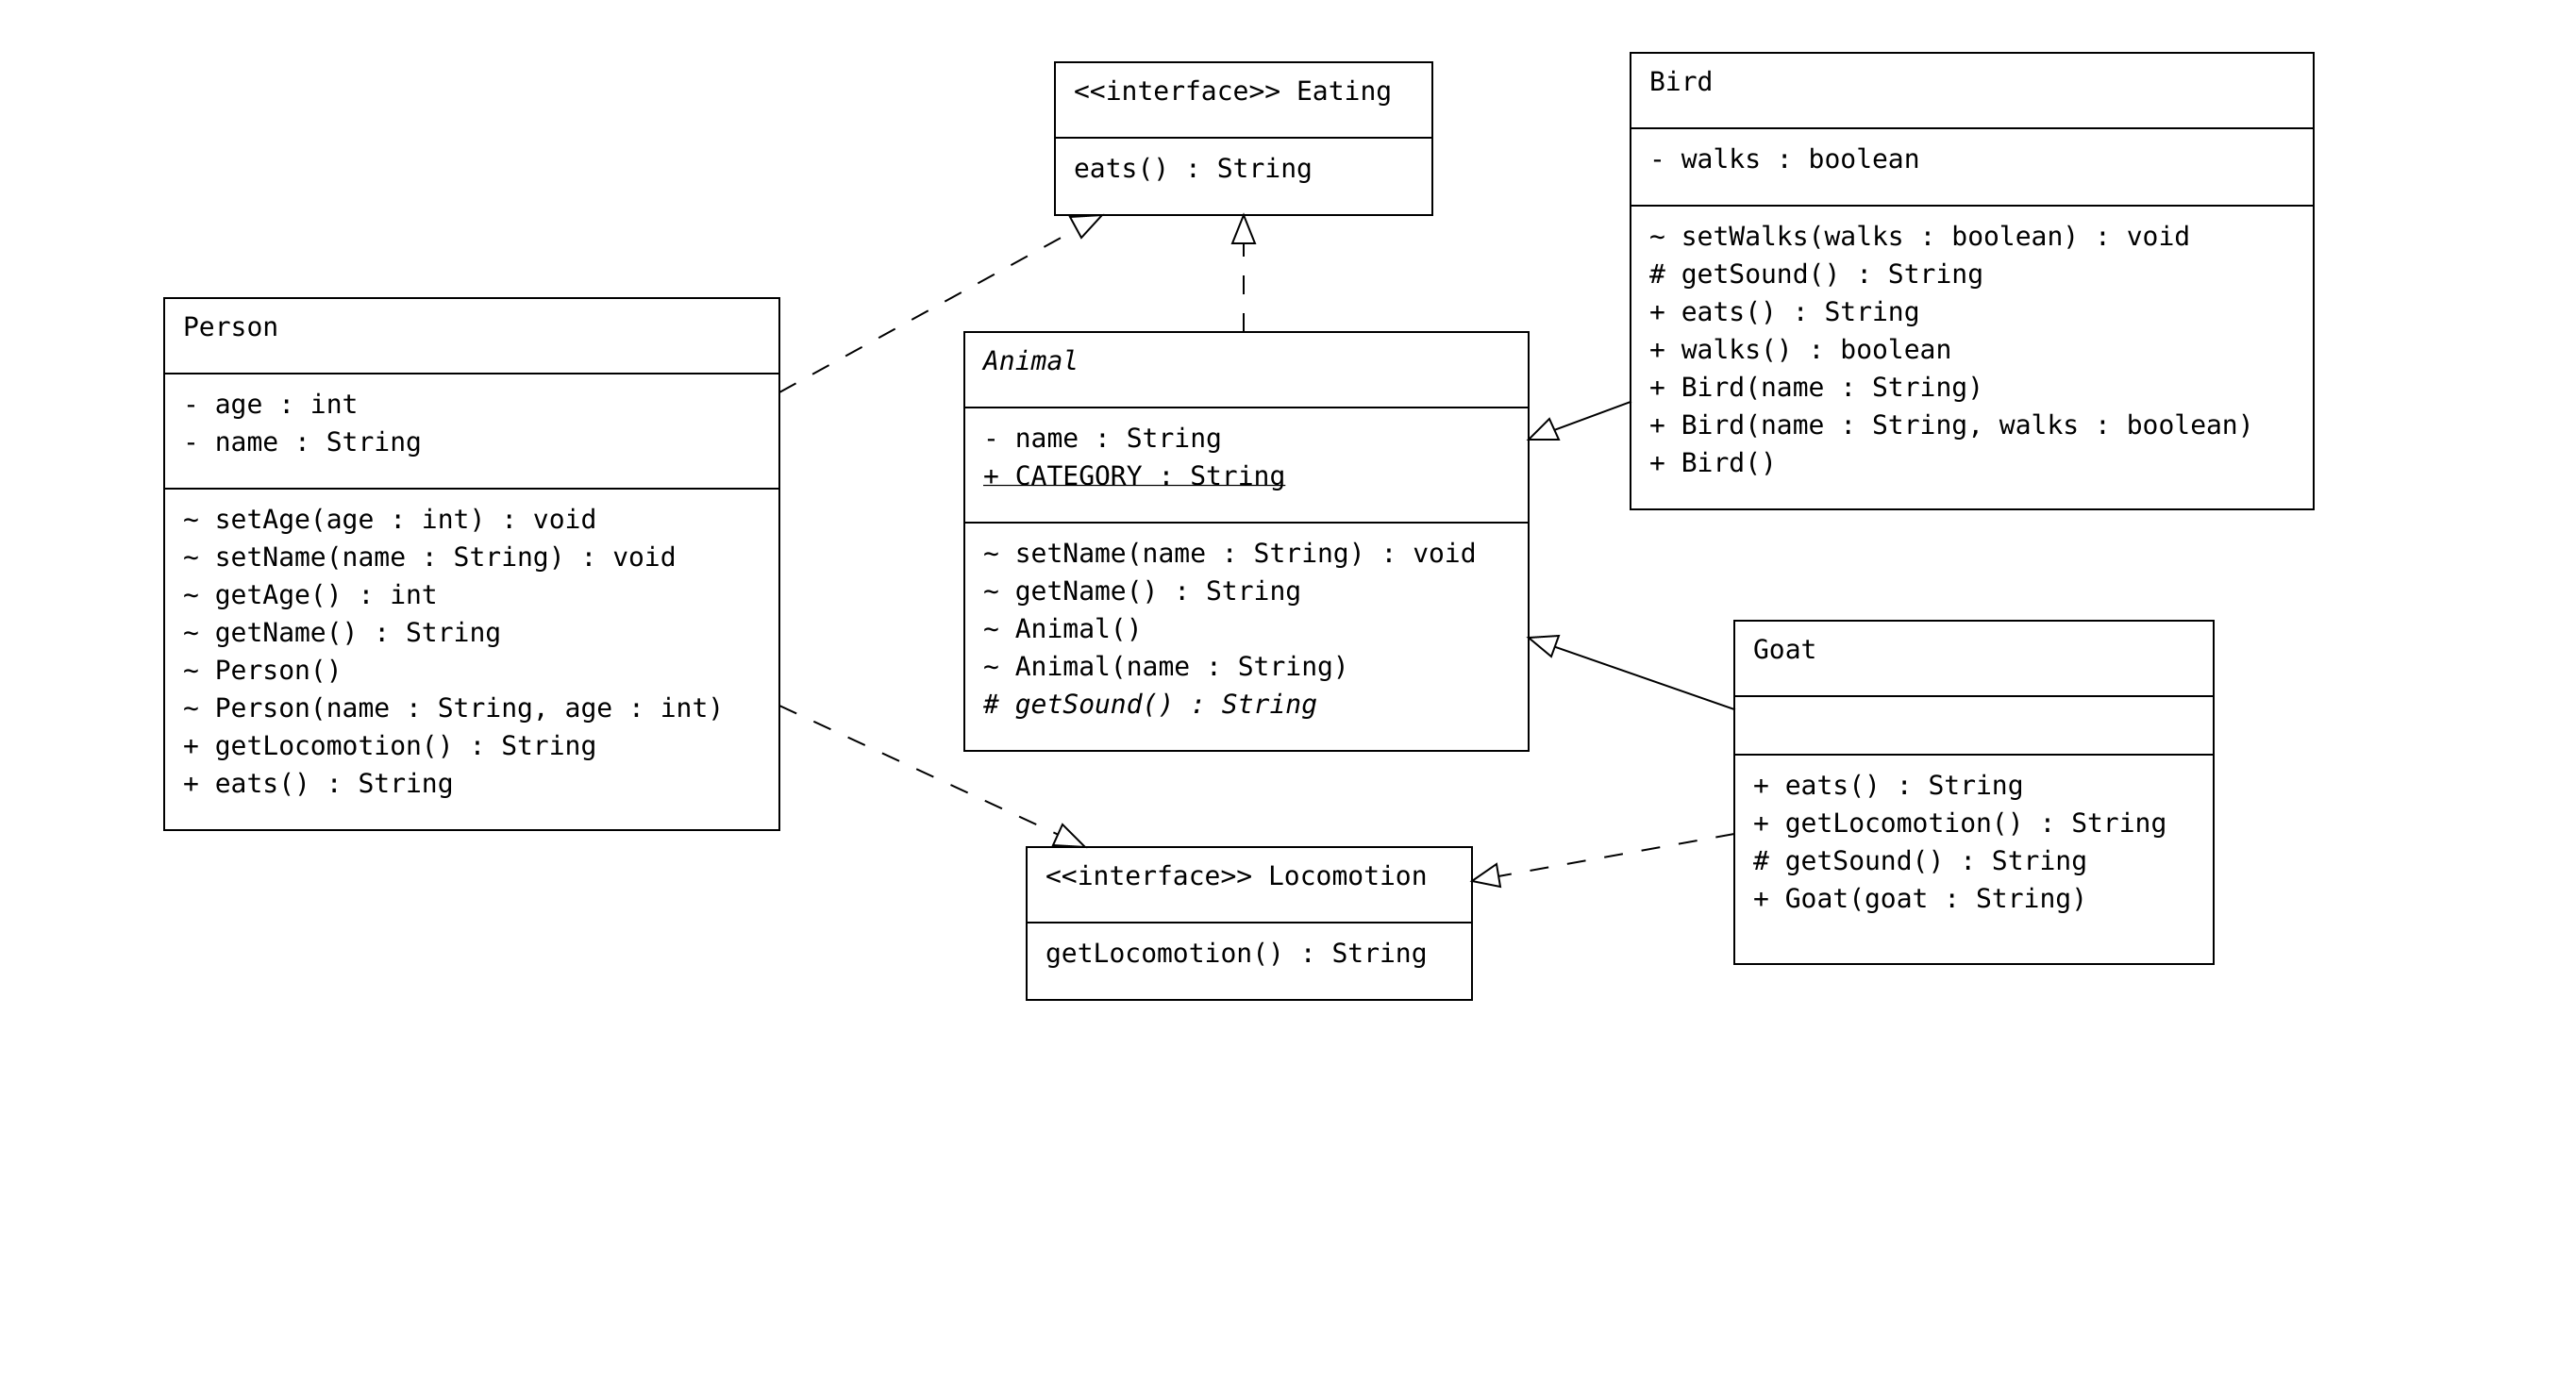 <<interface>> Eating
eats() : String
Bird
- walks : boolean
~ setWalks(walks : boolean) : void
# getSound() : String
+ eats() : String
+ walks() : boolean
+ Bird(name : String)
+ Bird(name : String, walks : boolean)
+ Bird()
Person
- age : int
- name : String
~ setAge(age : int) : void
~ setName(name : String) : void
~ getAge() : int
~ getName() : String
~ Person()
~ Person(name : String, age : int)
+ getLocomotion() : String
+ eats() : String
Animal
- name : String
+ CATEGORY : String
~ setName(name : String) : void
~ getName() : String
~ Animal()
~ Animal(name : String)
# getSound() : String
Goat
+ eats() : String
+ getLocomotion() : String
# getSound() : String
+ Goat(goat : String)
<<interface>> Locomotion
getLocomotion() : String